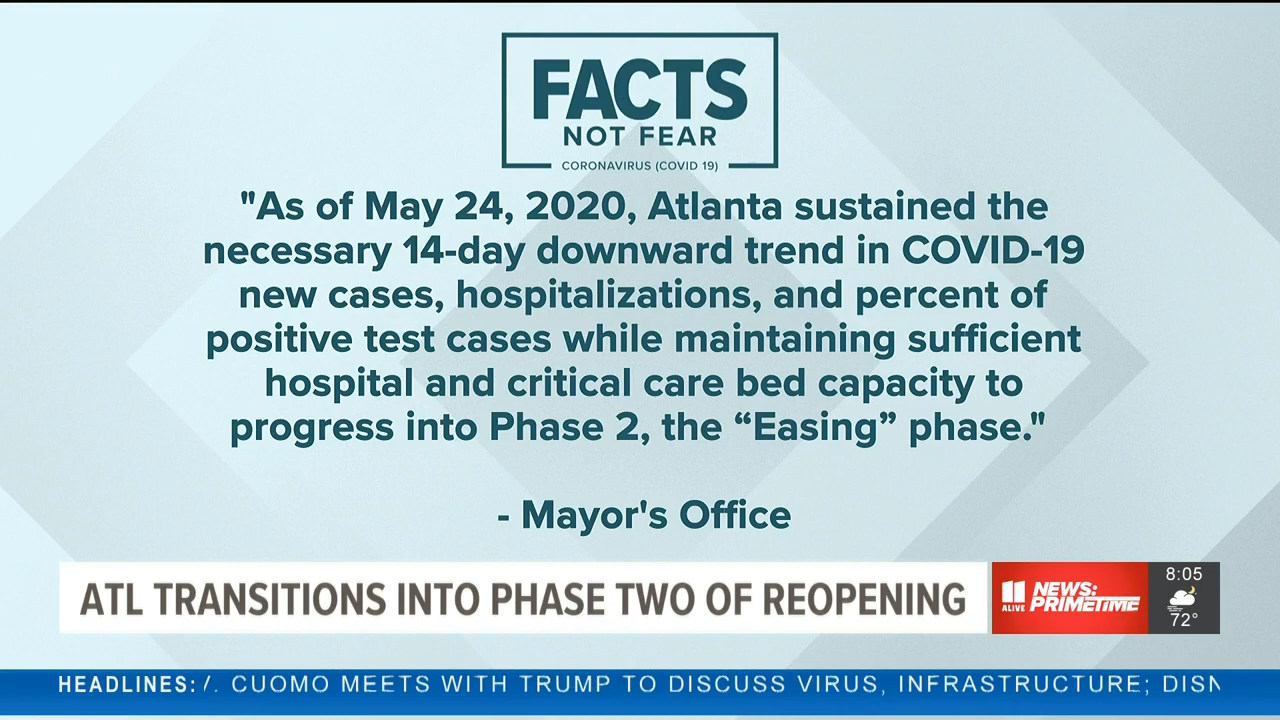 FACTS
NOT FEAR
CORONAVIRUS (COVID 19)
"As of May 24, 2020, Atlanta sustained the
necessary 14-day downward trend in COVID-19
new cases, hospitalizations, and percent of
positive test cases while maintaining sufficient
hospital and critical care bed capacity to
progress into Phase 2, the “Easing” phase."
- Mayor's Office
ATL TRANSITIONS INTO PHASE TWO OF REOPENING
11 ALIVE NEWS: PRIMETIME
8:05
72°
HEADLINES: CUOMO MEETS WITH TRUMP TO DISCUSS VIRUS, INFRASTRUCTURE;